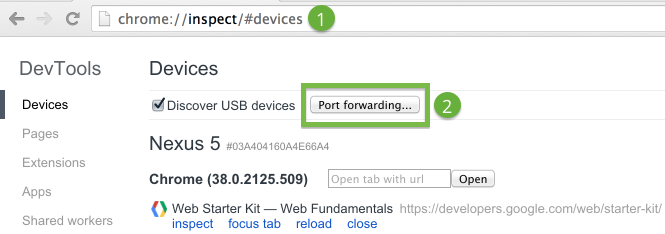 chrome://inspect/#devices 1
DevTools
Devices
Pages
Extensions
Apps
Shared workers
Devices
Discover USB devices Port forwarding... 2
Nexus 5 #03A404160A4E66A4
Chrome (38.0.2125.509) Open tab with url Open
Web Starter Kit — Web Fundamentals https://developers.google.com/web/starter-kit/
inspect focus tab reload close